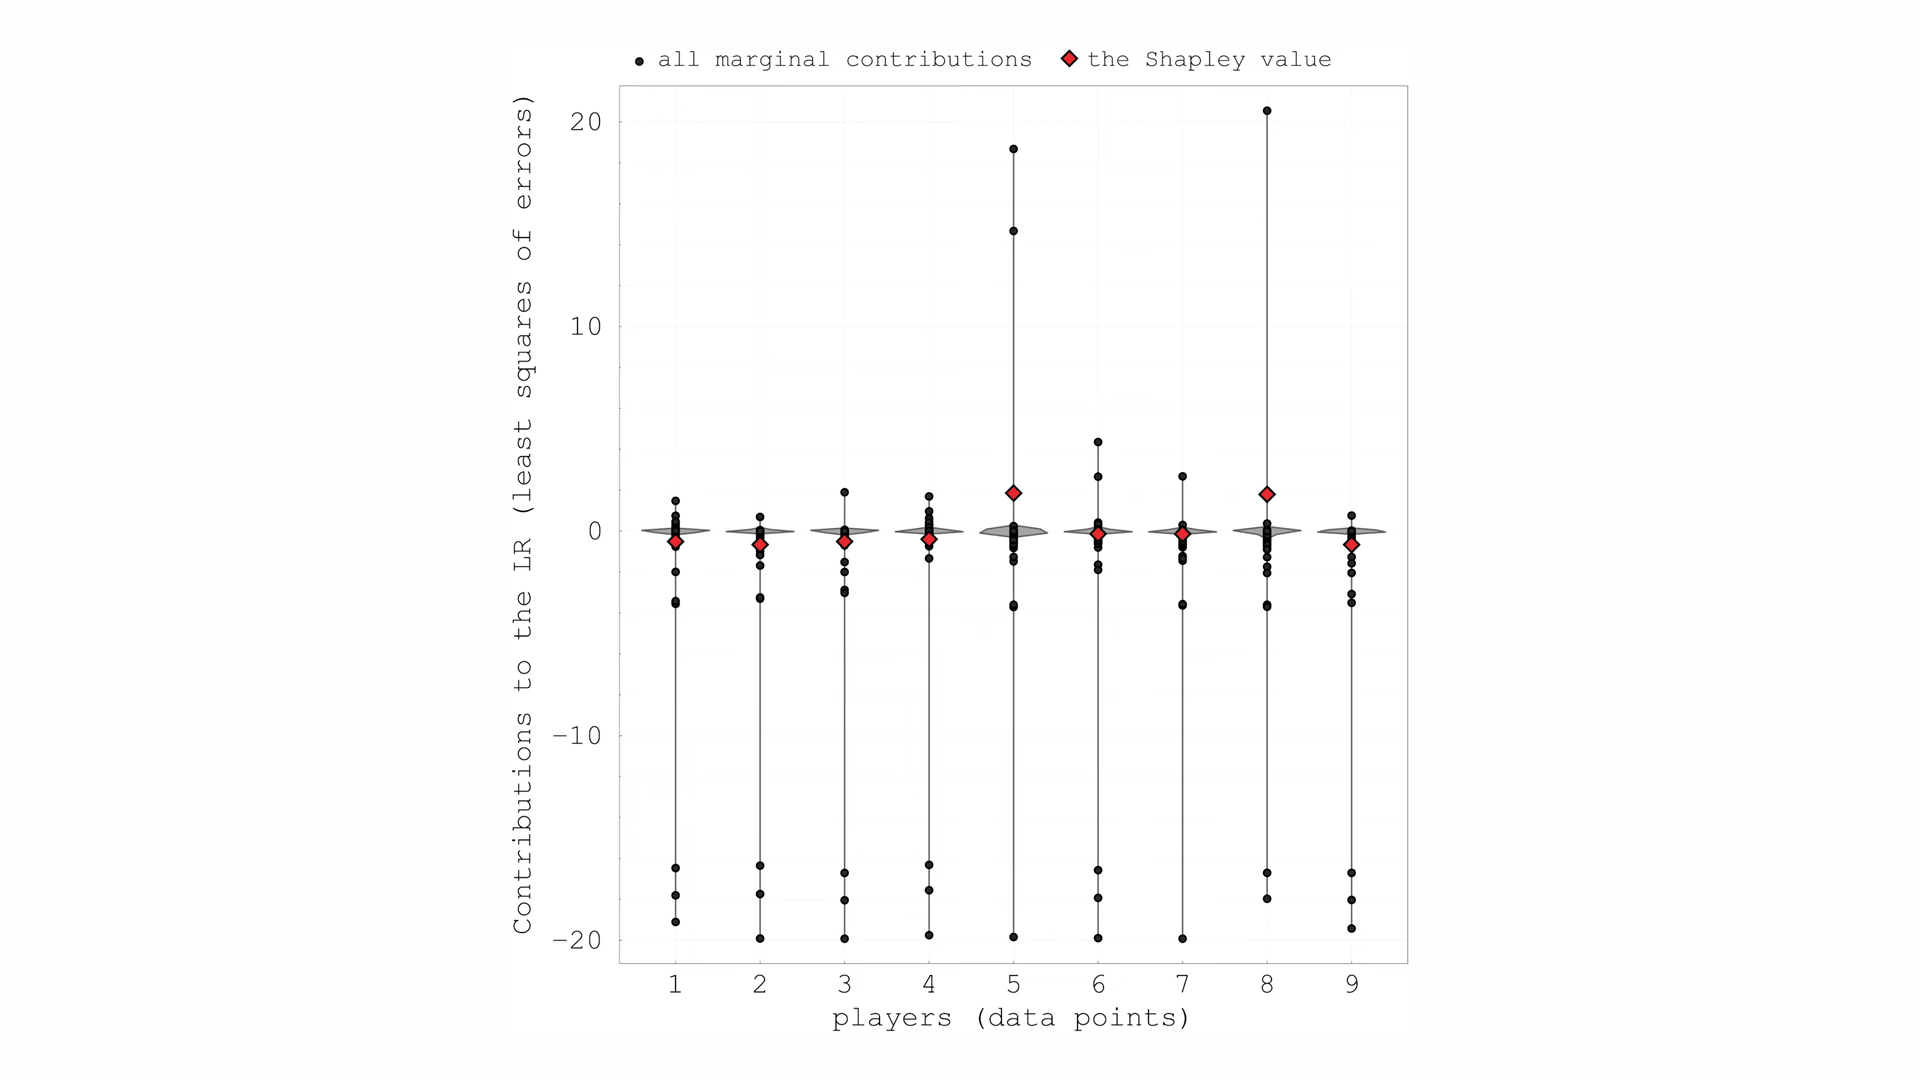 all marginal contributions
the Shapley value
Contributions to the LR (least squares of errors)
20
10
0
−10
−20
1 2 3 4 5 6 7 8 9
players (data points)